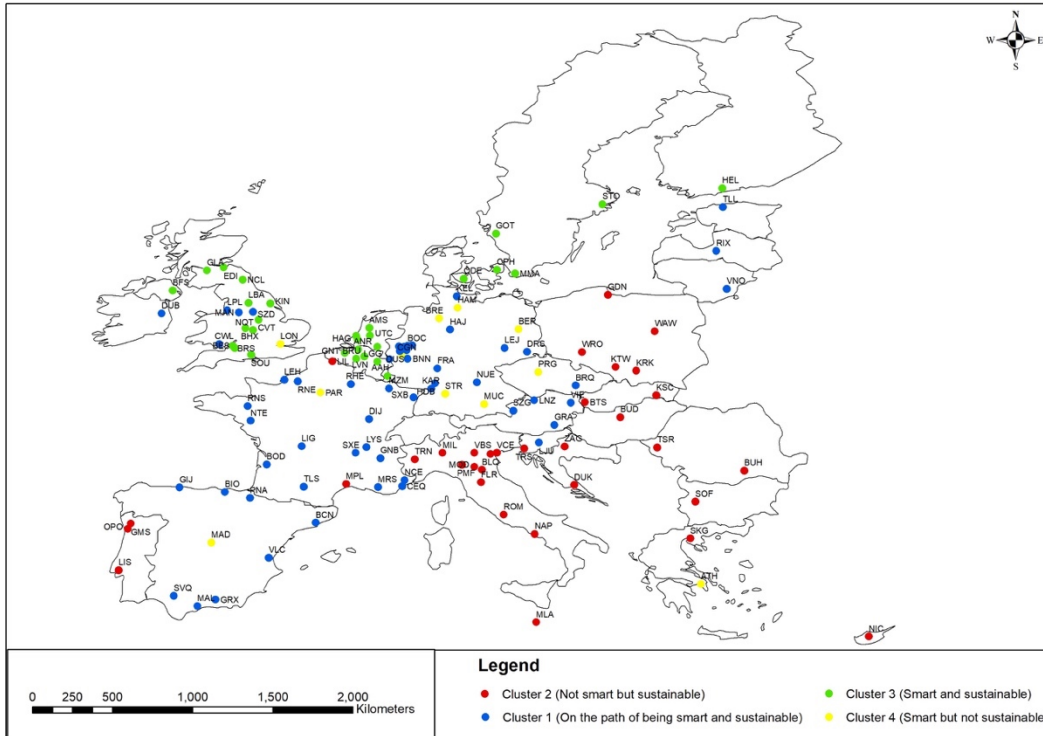 N
W E
S
HEL
STO
TLL
GOT
RIX
GLA
EDI
ODE
CPH
MMA
NCL
BFS
KEL
VNO
LBA
KIN
HAM
GDN
DUB
LPL
MAN
SZD
BRE
AMS
HAJ
BER
WAW
NOT
CVT
HAG
UTC
BHX
LON
ANR
BOC
LEJ
DRS
WRO
CWL
BRS
GNT
BRU
CGN
SOU
LIL
LGG
DUS
BNN
FRA
PRG
KTW
KRK
LVN
AAH
LEH
RHE
MZM
KAR
NUE
BRQ
KSC
RNE
PAR
SXB
HDB
STR
MUC
LNZ
VIE
BTS
RNS
SZG
BUD
NTE
DIJ
GRA
LIG
LYS
TRN
MIL
VBS
VCE
LJU
ZAG
TSR
SXE
GNB
TRS
BOD
MOD
BLQ
BUH
NCE
PMF
FLR
GIJ
BIO
TLS
MPL
MRS
CEQ
DUK
SOF
PNA
OPO
GMS
BCN
ROM
MAD
NAP
SKG
VLC
LIS
ATH
SVQ
MAL
GRX
MLA
NIC
Legend
0 250 500 1,000 1,500 2,000
Kilometers
Cluster 2 (Not smart but sustainable)
Cluster 3 (Smart and sustainable)
Cluster 1 (On the path of being smart and sustainable)
Cluster 4 (Smart but not sustainable)